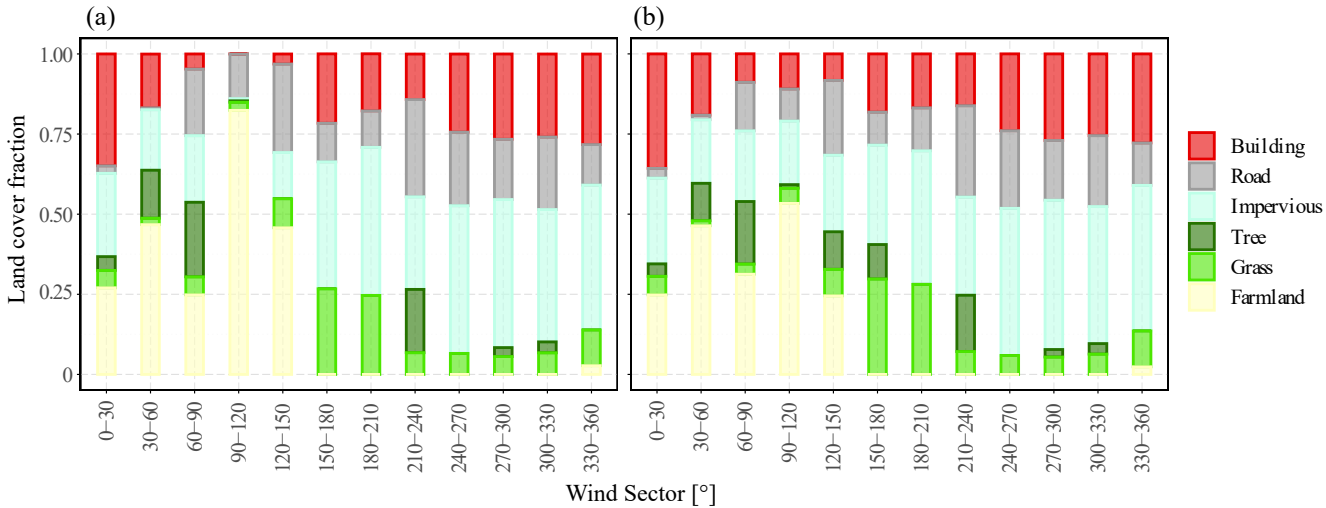 (a)
(b)
Land cover fraction
1.00
0.75
0.50
0.25
0
0−30
30−60
60−90
90−120
120−150
150−180
180−210
210−240
240−270
270−300
300−330
330−360
0−30
30−60
60−90
90−120
120−150
150−180
180−210
210−240
240−270
270−300
300−330
330−360
Wind Sector [°]
Building
Road
Impervious
Tree
Grass
Farmland